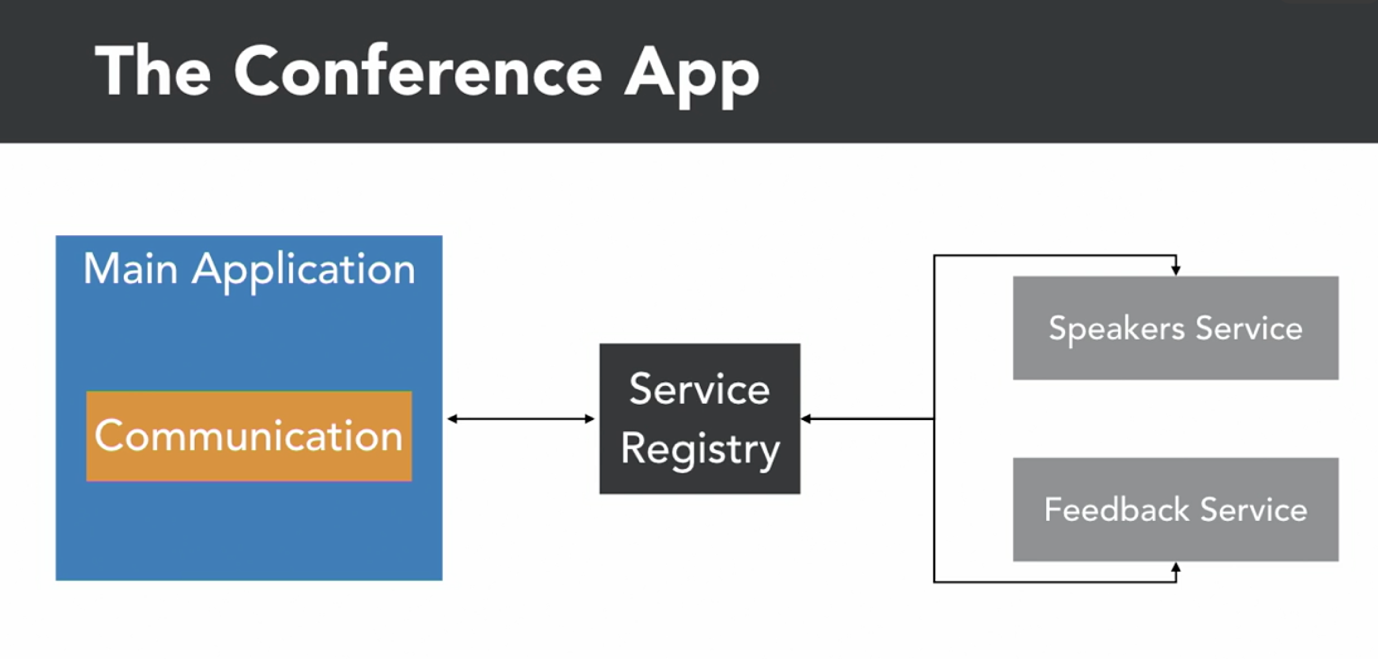 The Conference App
Main Application
Communication
Service
Registry
Speakers Service
Feedback Service